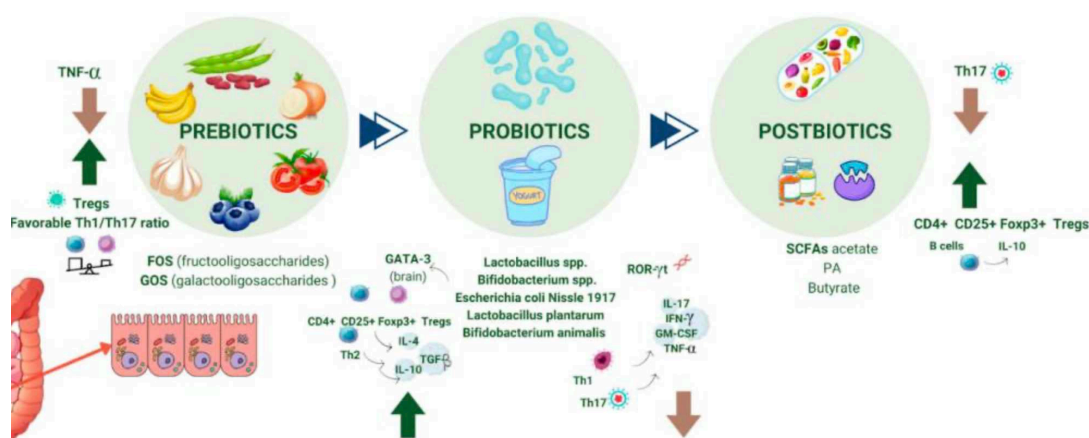 TNF-α
Tregs
Favorable Th1/Th17 ratio
PREBIOTICS
FOS (fructooligosaccharides)
GOS (galactooligosaccharides )
PROBIOTICS
YOGURT
GATA-3
(brain)
Lactobacillus spp.
Bifidobacterium spp.
Escherichia coli Nissle 1917
Lactobacillus plantarum
Bifidobacterium animalis
CD4+ CD25+ Foxp3+ Tregs
IL-4
Th2
TGFβ
IL-10
ROR-γt
IL-17
IFN-γ
GM-CSF
TNF-α
Th1
Th17
POSTBIOTICS
SCFAs acetate
PA
Butyrate
Th17
CD4+ CD25+ Foxp3+ Tregs
B cells
IL-10